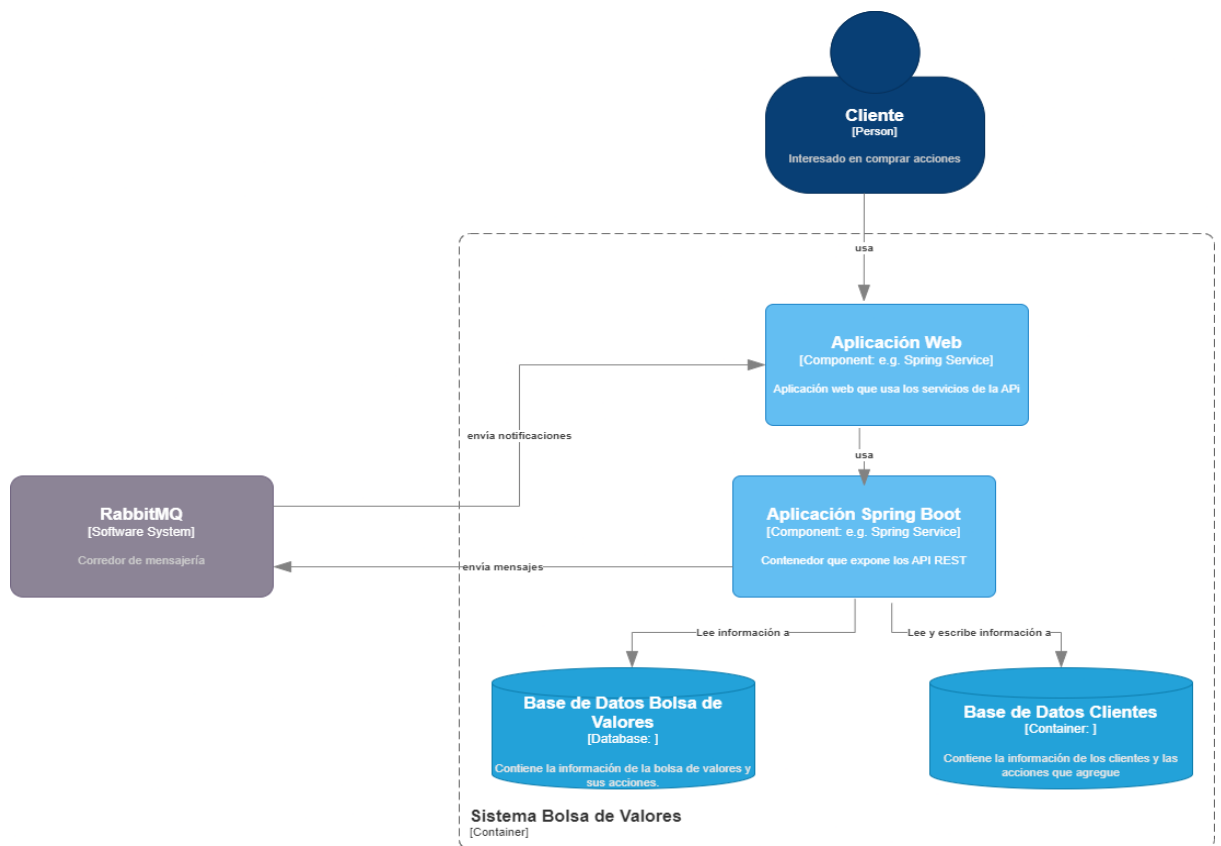 Cliente
[Person]
Interesado en comprar acciones
usa
Aplicación Web
[Component: e.g. Spring Service]
Aplicación web que usa los servicios de la APi
envía notificaciones
usa
RabbitMQ
[Software System]
Corredor de mensajería
Aplicación Spring Boot
[Component: e.g. Spring Service]
Contenedor que expone los API REST
envía mensajes
Lee información a
Lee y escribe información a
Base de Datos Bolsa de
Valores
[Database: ]
Contiene la información de la bolsa de valores y
sus acciones.
Base de Datos Clientes
[Container: ]
Contiene la información de los clientes y las
acciones que agregue
Sistema Bolsa de Valores
[Container]